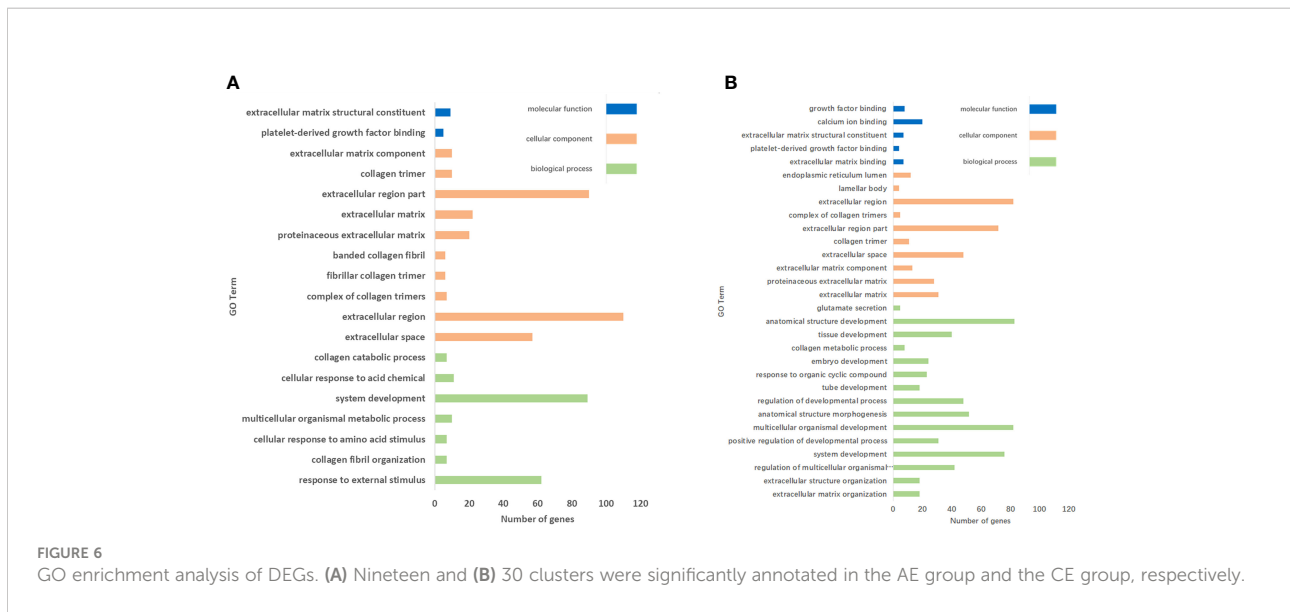 A
extracellular matrix structural constituent
platelet-derived growth factor binding
extracellular matrix component
collagen trimer
extracellular region part
extracellular matrix
proteinaceous extracellular matrix
banded collagen fibril
fibrillar collagen trimer
complex of collagen trimers
extracellular region
extracellular space
collagen catabolic process
cellular response to acid chemical
system development
multicellular organismal metabolic process
cellular response to amino acid stimulus
collagen fibril organization
response to external stimulus
GO Term
molecular function
cellular component
biological process
0 20 40 60 80 100 120
Number of genes
B
growth factor binding
calcium ion binding
extracellular matrix structural constituent
platelet-derived growth factor binding
extracellular matrix binding
endoplasmic reticulum lumen
lamellar body
extracellular region
complex of collagen trimers
extracellular region part
collagen trimer
extracellular space
extracellular matrix component
proteinaceous extracellular matrix
extracellular matrix
glutamate secretion
anatomical structure development
tissue development
collagen metabolic process
embryo development
response to organic cyclic compound
tube development
regulation of developmental process
anatomical structure morphogenesis
multicellular organismal development
positive regulation of developmental process
system development
regulation of multicellular organismal
extracellular structure organization
extracellular matrix organization
GO Term
molecular function
cellular component
biological process
0 20 40 60 80 100 120
Number of genes
FIGURE 6
GO enrichment analysis of DEGs. (A) Nineteen and (B) 30 clusters were significantly annotated in the AE group and the CE group, respectively.